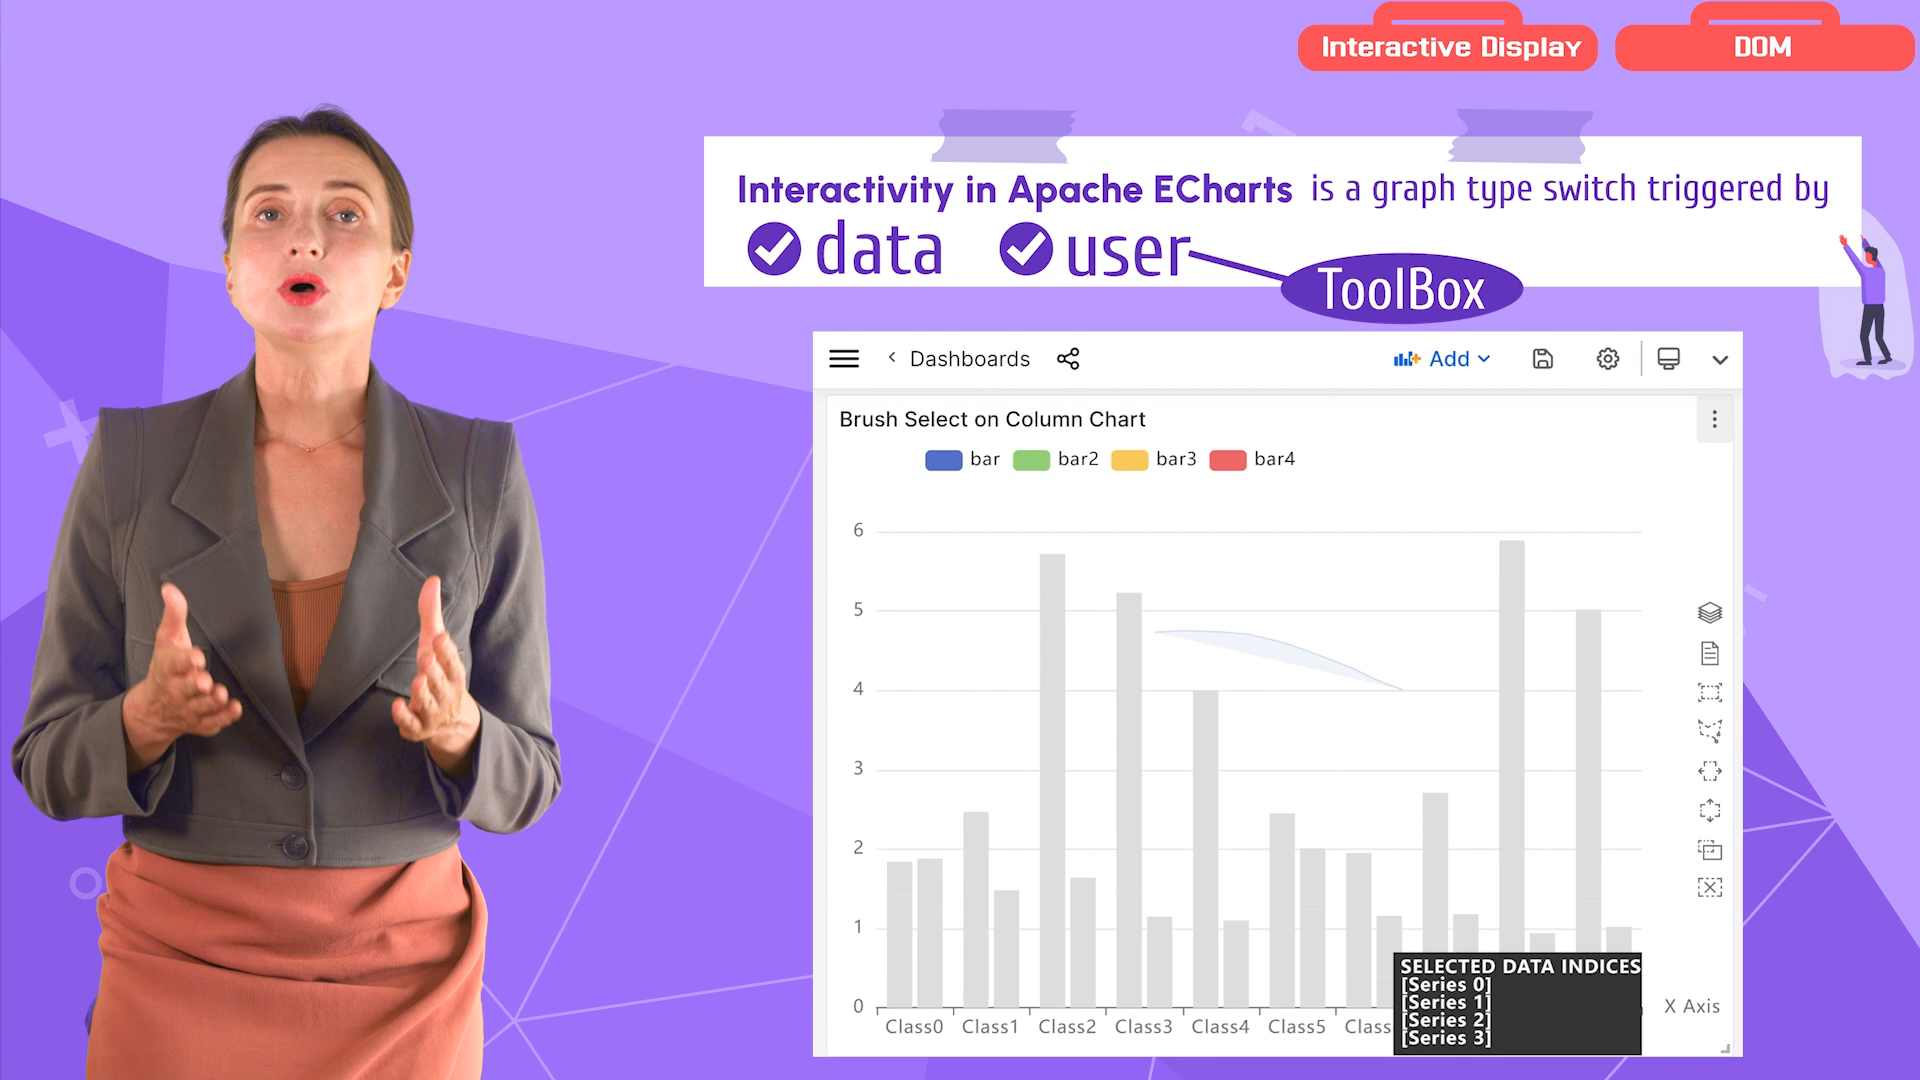 Interactive Display
DOM
Interactivity in Apache ECharts is a graph type switch triggered by
data user
ToolBox
Dashboards
Add
Brush Select on Column Chart
bar bar2 bar3 bar4
6
5
4
3
2
1
0
Class0 Class1 Class2 Class3 Class4 Class5 Class
X Axis
SELECTED DATA INDICES
[Series 0]
[Series 1]
[Series 2]
[Series 3]